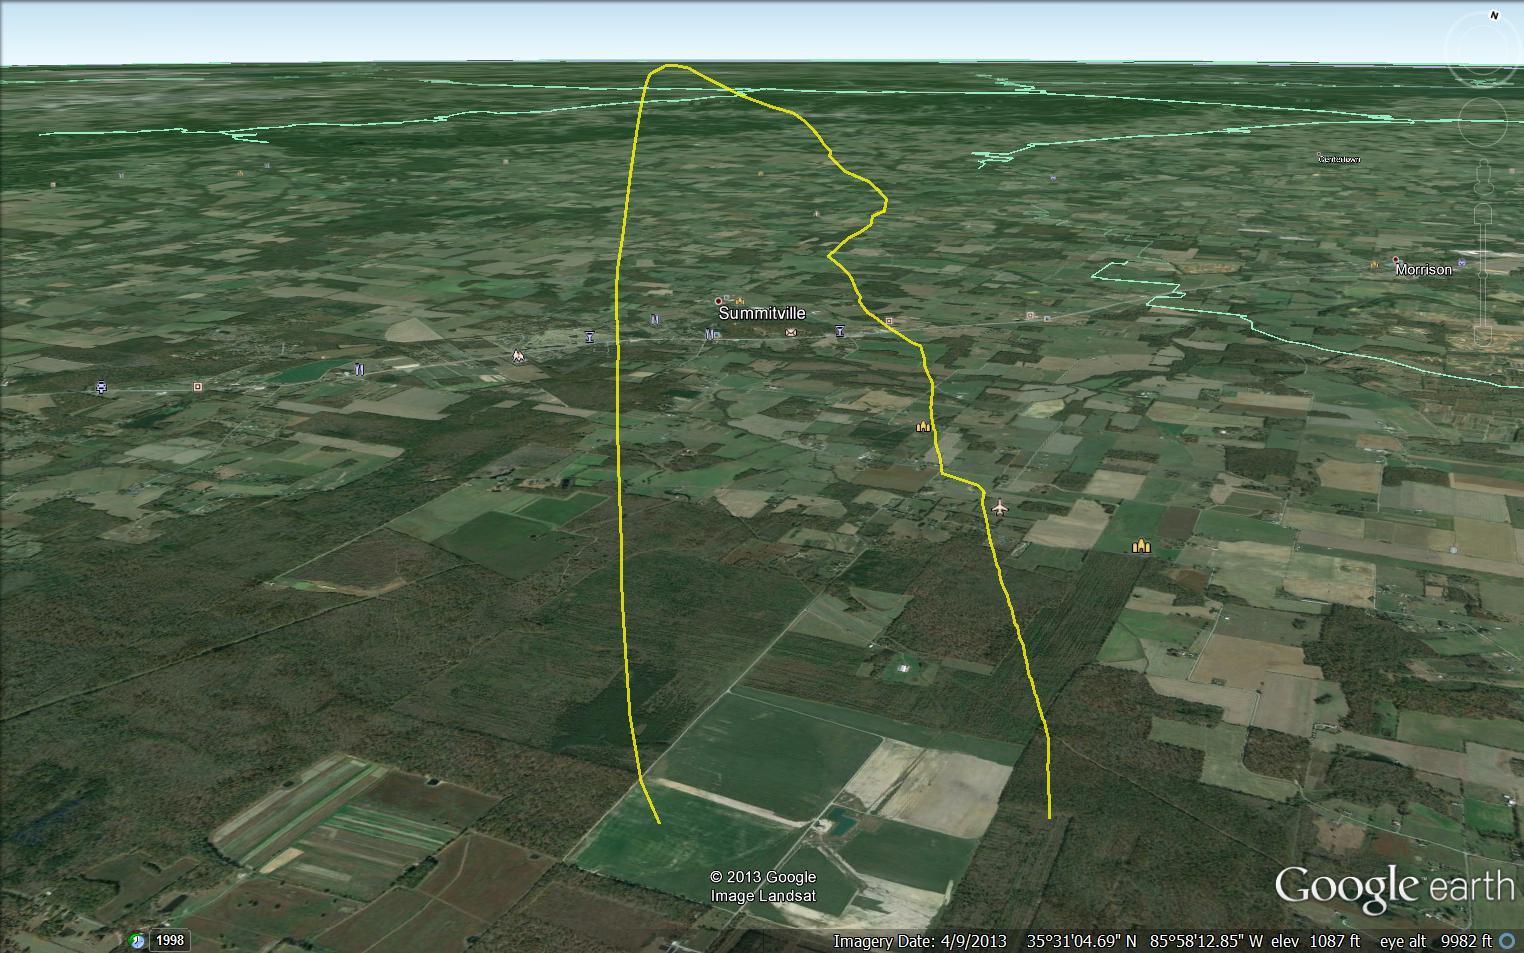 N
Centertown
Morrison
Summitville
© 2013 Google
Image Landsat
Google earth
1998
Imagery Date: 4/9/2013 35°31'04.69" N 85°58'12.85" W elev 1087 ft eye alt 9982 ft